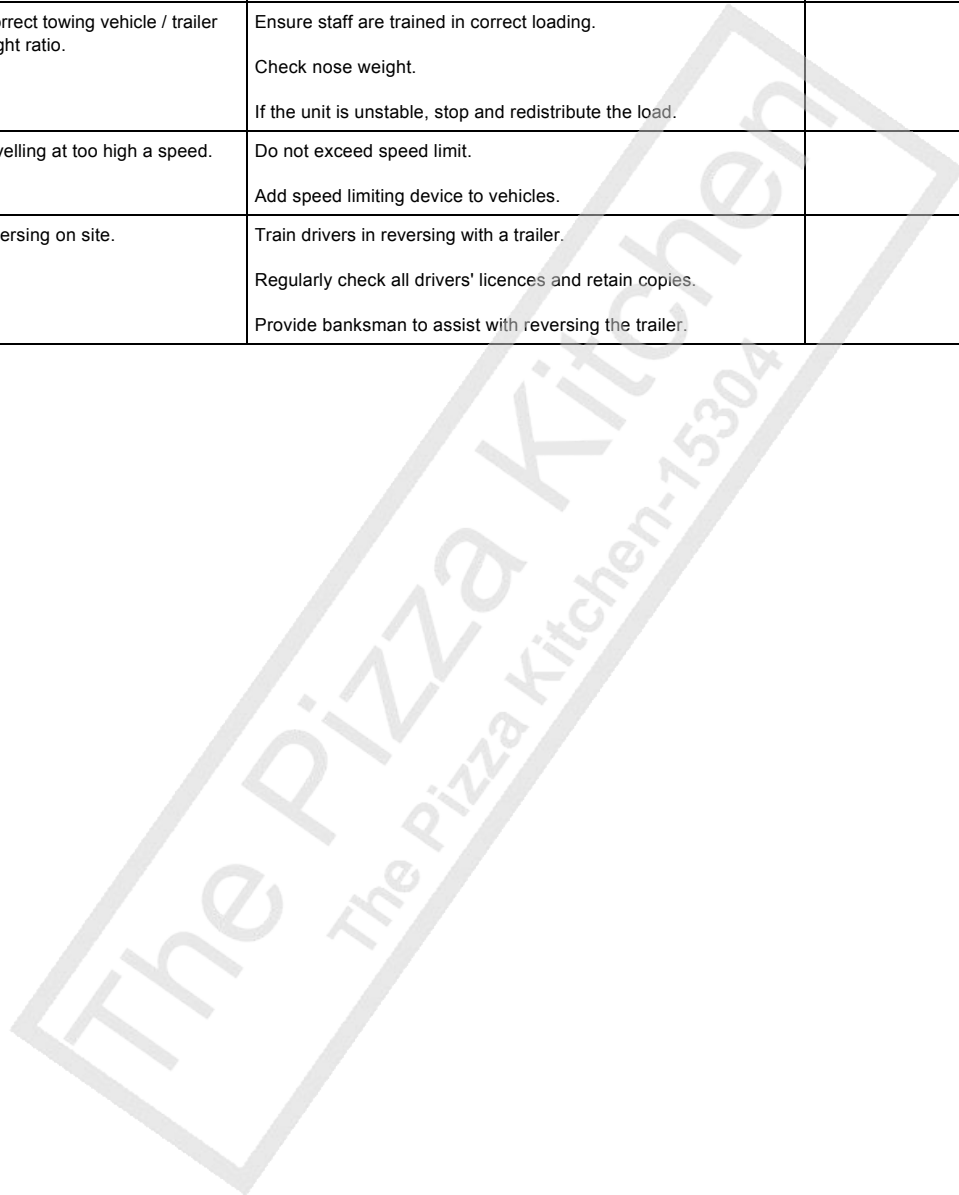 orrect towing vehicle / trailer
ght ratio.
Ensure staff are trained in correct loading.
Check nose weight.
If the unit is unstable, stop and redistribute the load.
velling at too high a speed.
Do not exceed speed limit.
Add speed limiting device to vehicles.
ersing on site.
Train drivers in reversing with a trailer.
Regularly check all drivers' licences and retain copies.
Provide banksman to assist with reversing the trailer.
The Pizza Kitchen
The Pizza Kitchen-15304